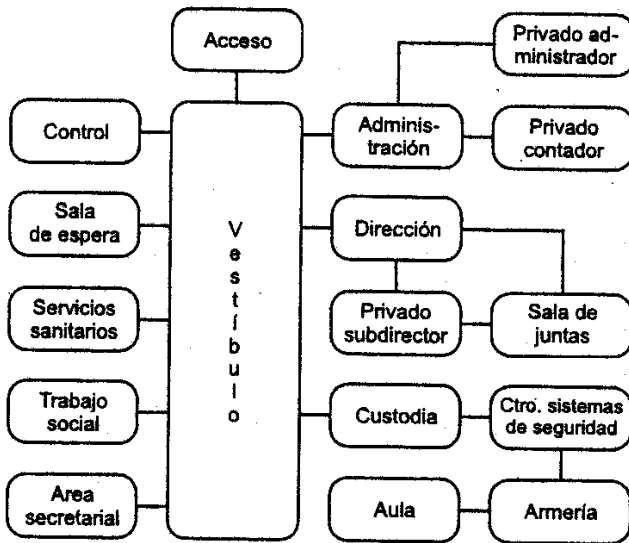 Acceso
Privado ad-
ministrador
Control
Adminis-
tración
Privado
contador
Sala
de espera
Vestíbulo
Dirección
Servicios
sanitarios
Privado
subdirector
Sala de
juntas
Trabajo
social
Custodia
Ctro. sistemas
de seguridad
Area
secretarial
Aula
Armería